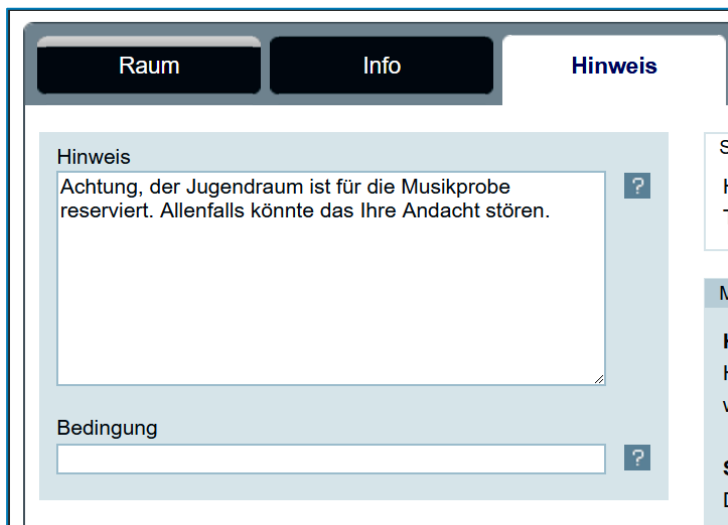 Raum
Info
Hinweis
Hinweis
Achtung, der Jugendraum ist für die Musikprobe
reserviert. Allenfalls könnte das Ihre Andacht stören.
?
Bedingung
?